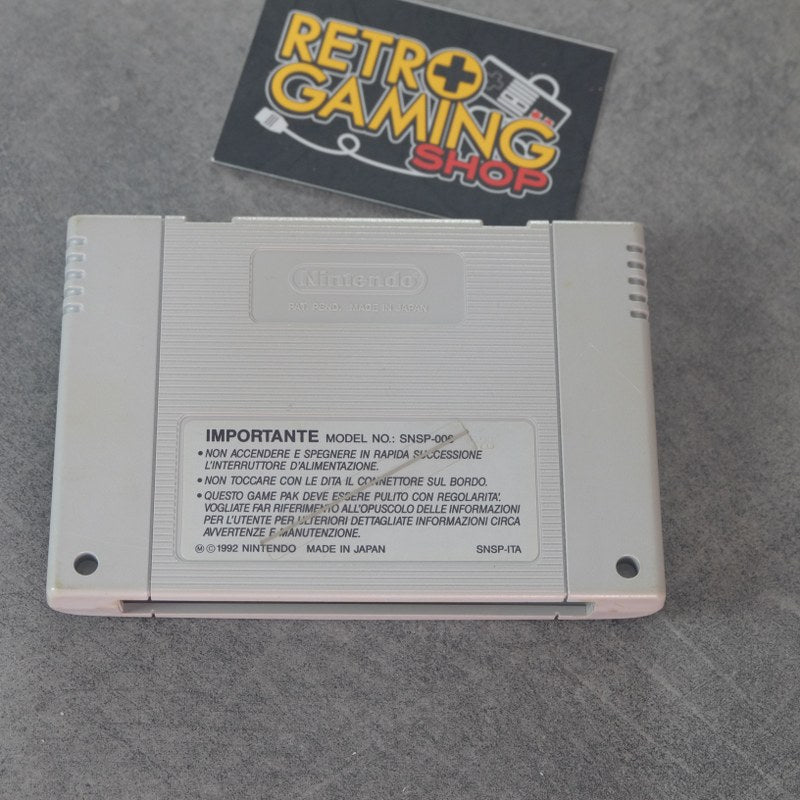 RETRO
GAMING
SHOP
Nintendo
PAT. PEND. MADE IN JAPAN
IMPORTANTE MODEL NO.: SNSP-006
• NON ACCENDERE E SPEGNERE IN RAPIDA SUCCESSIONE
L'INTERRUTTORE D'ALIMENTAZIONE.
• NON TOCCARE CON LE DITA IL CONNETTORE SUL BORDO.
• QUESTO GAME PAK DEVE ESSERE PULITO CON REGOLARITA'.
VOGLIATE FAR RIFERIMENTO ALL'OPUSCOLO DELLE INFORMAZIONI
PER L'UTENTE PER ULTERIORI DETTAGLIATE INFORMAZIONI CIRCA
AVVERTENZE E MANUTENZIONE.
Ⓜ©1992 NINTENDO MADE IN JAPAN SNSP-ITA